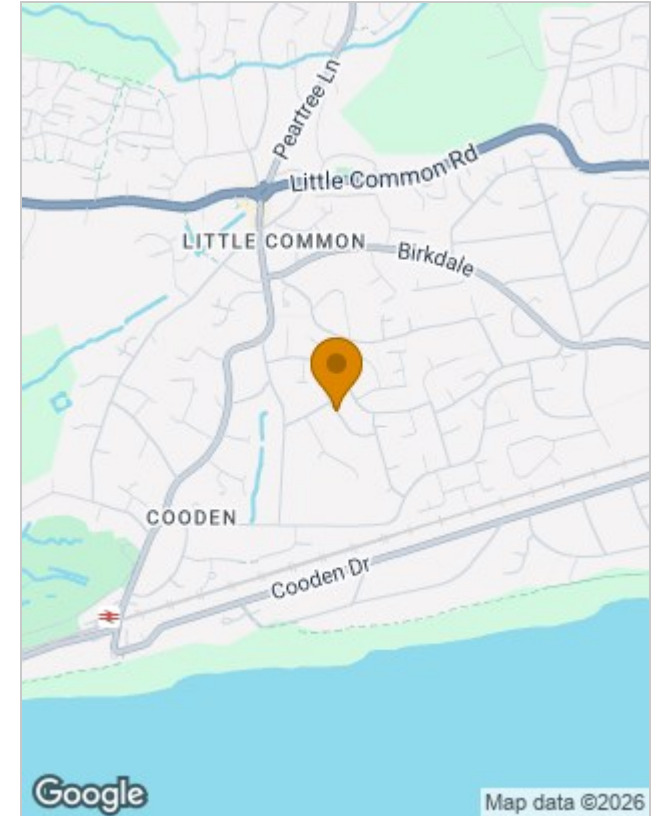 Peartree Ln
Little Common Rd
LITTLE COMMON
Birkdale
COODEN
Cooden Dr
Google
Map data ©2026